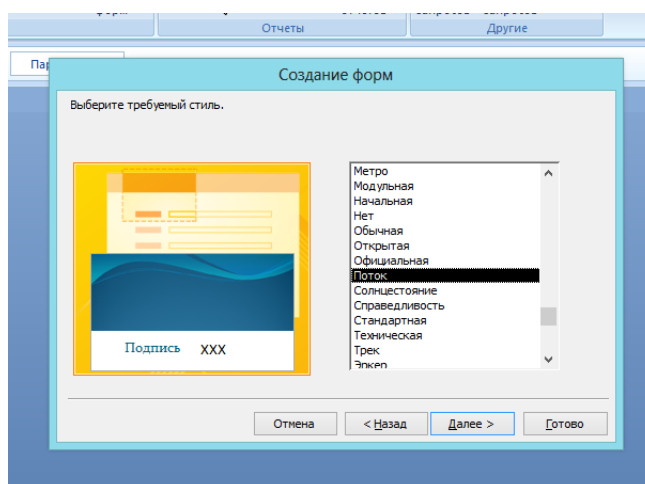 Отчеты
Другие
Создание форм
Выберите требуемый стиль.
Метро
Модульная
Начальная
Нет
Обычная
Открытая
Официальная
Поток
Солнцестояние
Справедливость
Стандартная
Техническая
Трек
Эркер
Подпись XXX
Отмена
< Назад
Далее >
Готово